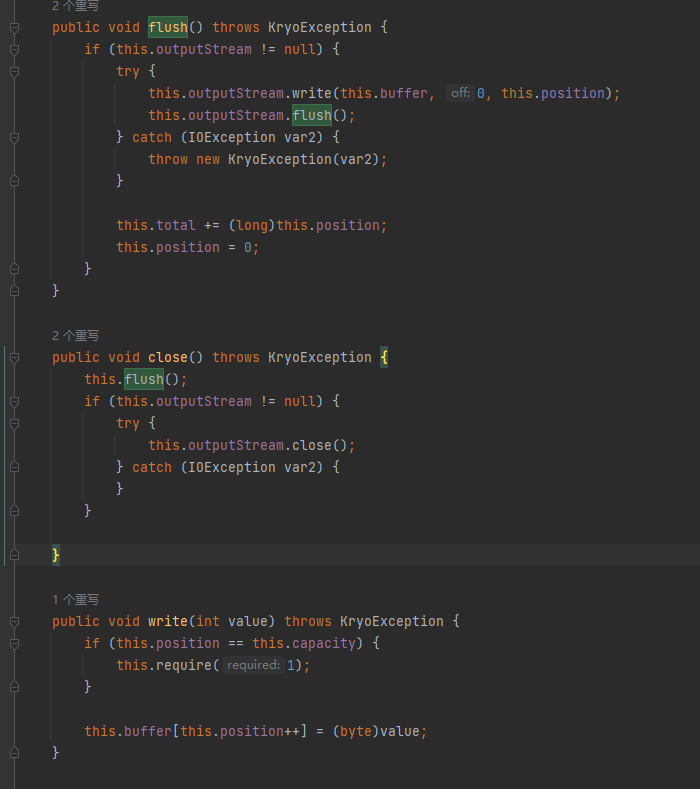 2 个重写
public void flush() throws KryoException {
if (this.outputStream != null) {
try {
this.outputStream.write(this.buffer, off: 0, this.position);
this.outputStream.flush();
} catch (IOException var2) {
throw new KryoException(var2);
}
this.total += (long)this.position;
this.position = 0;
}
}
2 个重写
public void close() throws KryoException {
this.flush();
if (this.outputStream != null) {
try {
this.outputStream.close();
} catch (IOException var2) {
}
}
}
1 个重写
public void write(int value) throws KryoException {
if (this.position == this.capacity) {
this.require( required: 1);
}
this.buffer[this.position++] = (byte)value;
}